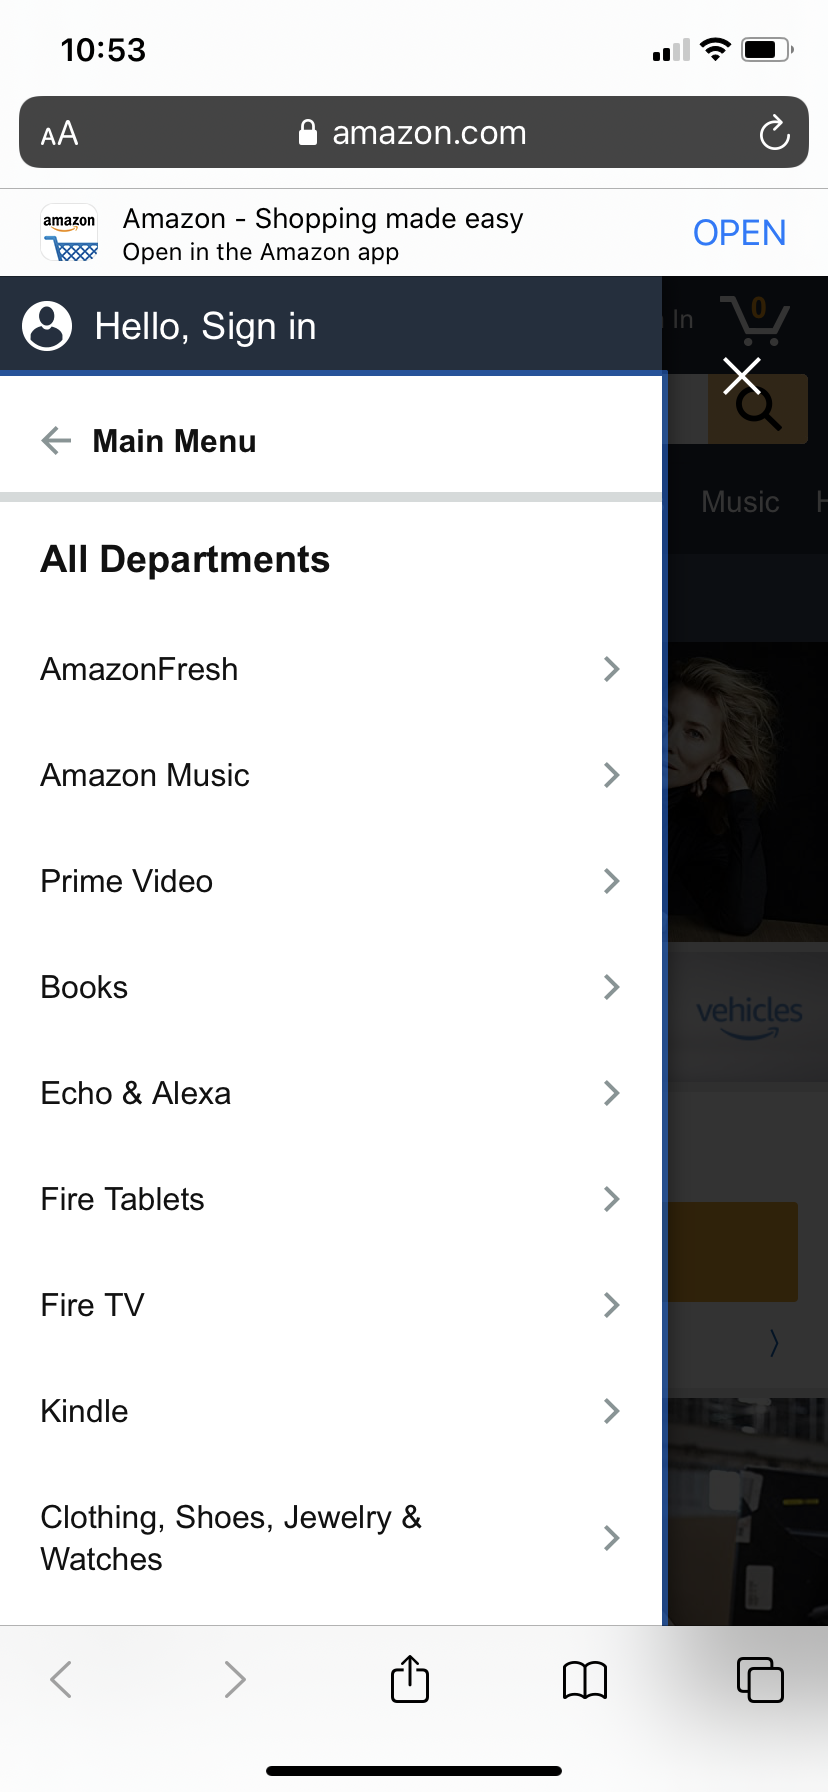 10:53
AA
amazon.com
amazon
Amazon - Shopping made easy
Open in the Amazon app
OPEN
Hello, Sign in
In
0
Main Menu
Music
H
All Departments
AmazonFresh
Amazon Music
Prime Video
Books
vehicles
Echo & Alexa
Fire Tablets
Fire TV
Kindle
Clothing, Shoes, Jewelry &
Watches